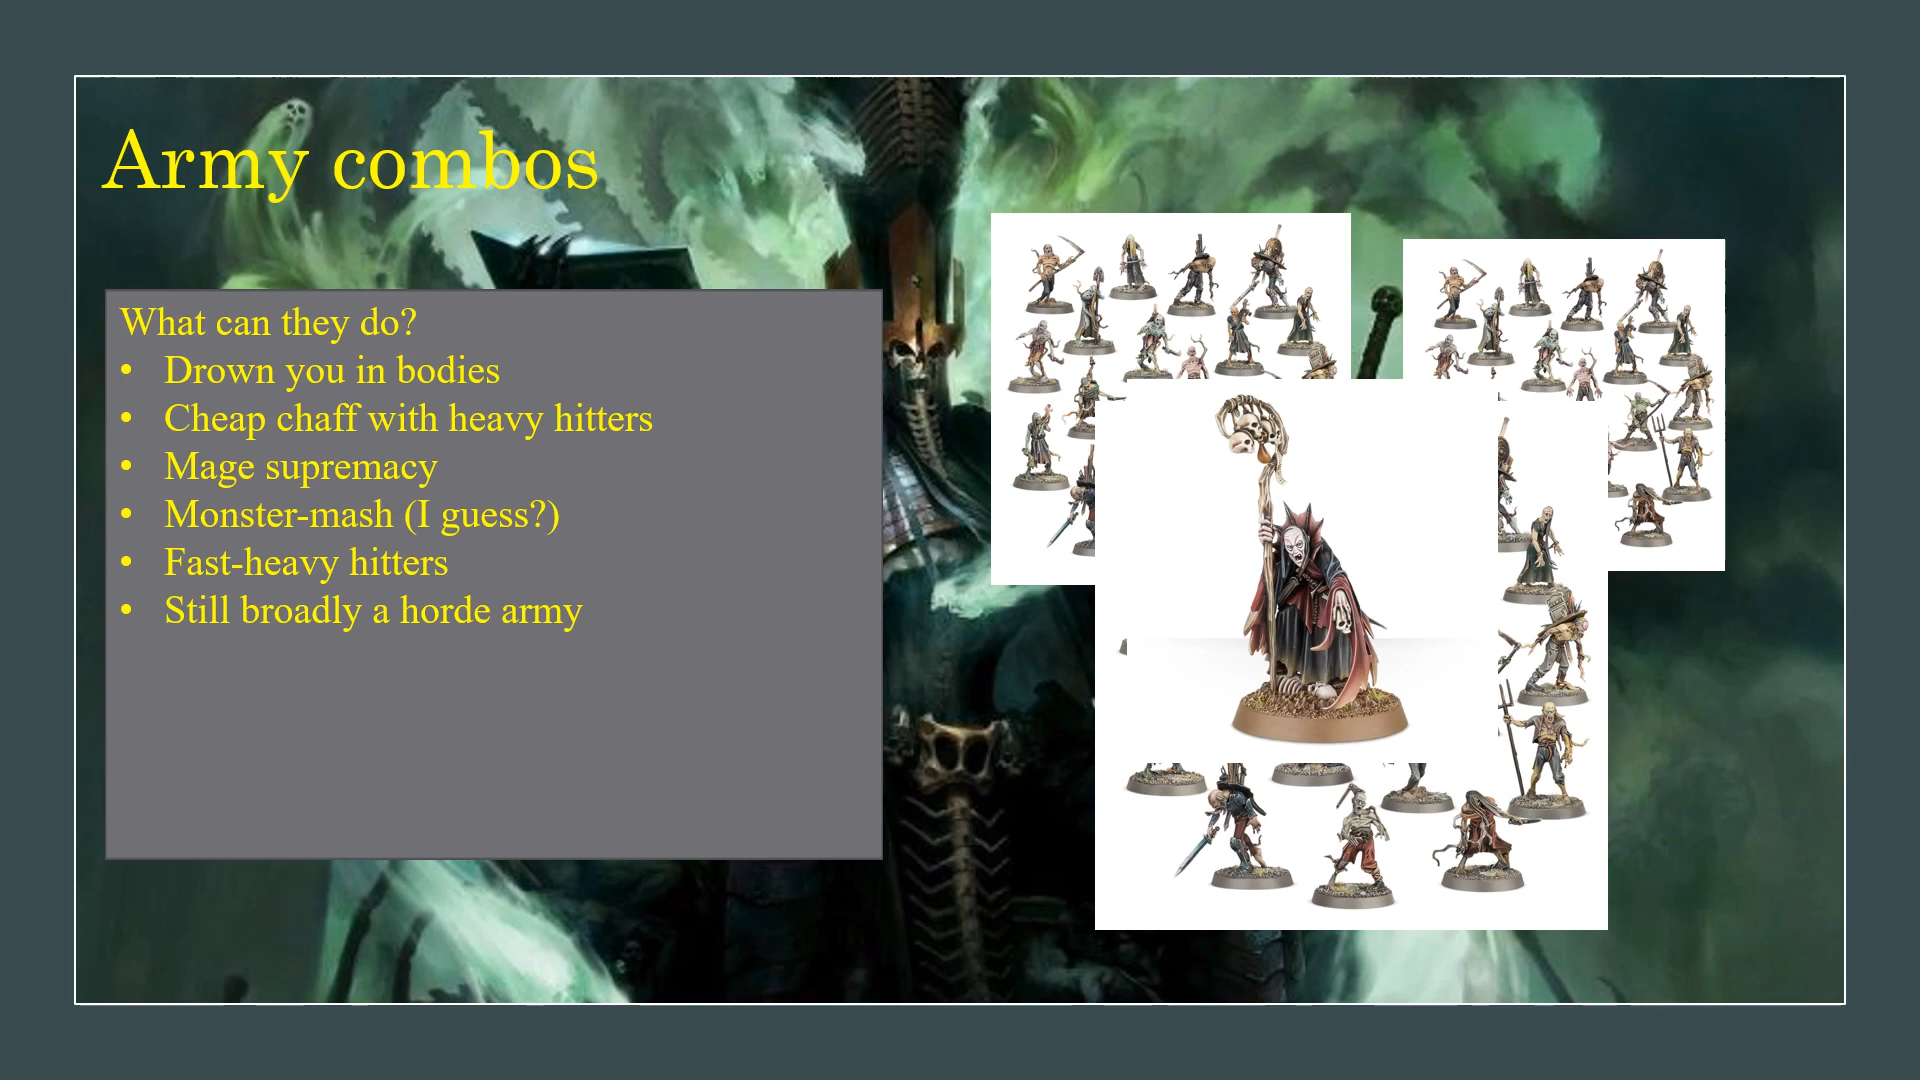 Army combos
What can they do?
• Drown you in bodies
• Cheap chaff with heavy hitters
• Mage supremacy
• Monster-mash (I guess?)
• Fast-heavy hitters
• Still broadly a horde army